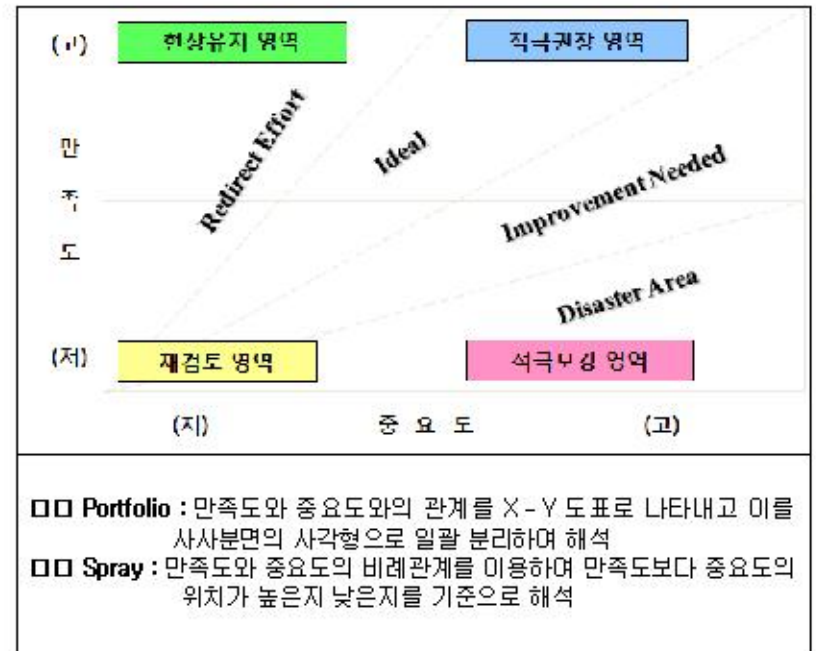 (고) 현상유지 영역 적극권장 영역
Redirect Effort
Ideal
Improvement Needed
Disaster Area
만
족
도
(저) 재검토 영역 적극보강 영역
(저) 중 요 도 (고)
□□ Portfolio : 만족도와 중요도와의 관계를 X - Y 도표로 나타내고 이를
사사분면의 사각형으로 일괄 분리하며 해석
□□ Spray : 만족도와 중요도의 비례관계를 이용하며 만족도보다 중요도의
위치가 높은지 낮은지를 기준으로 해석